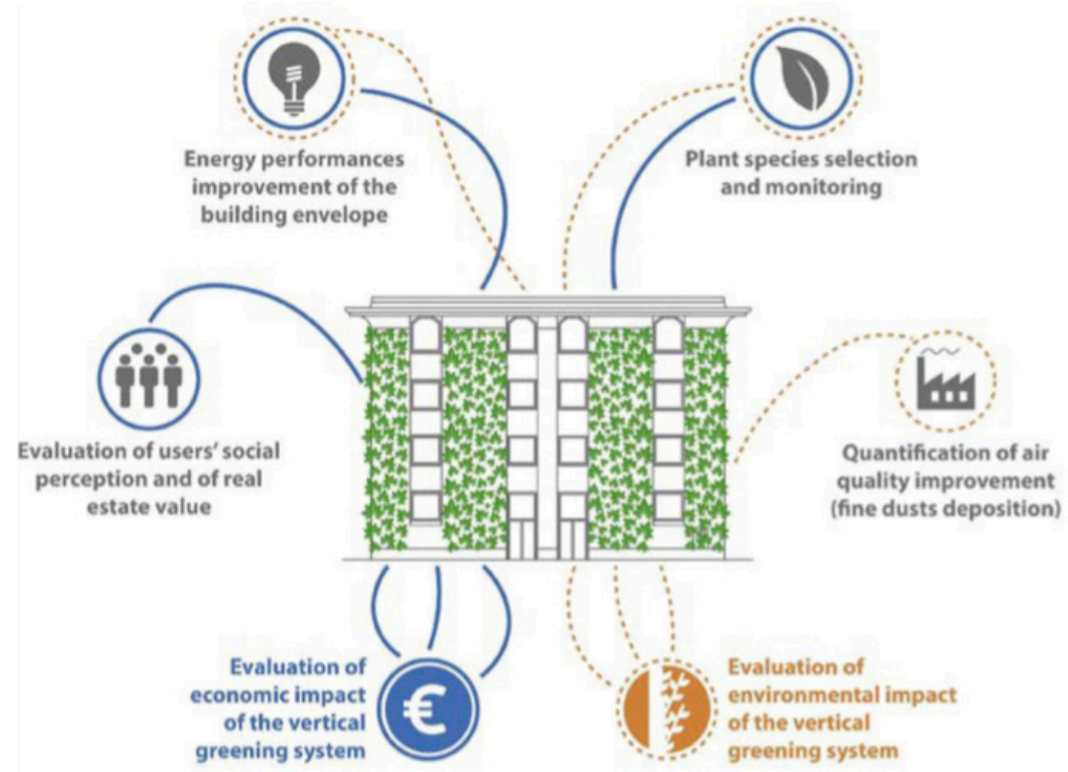 Energy performances
improvement of the
building envelope
Plant species selection
and monitoring
Evaluation of users’ social
perception and of real
estate value
Quantification of air
quality improvement
(fine dusts deposition)
Evaluation of
economic impact
of the vertical
greening system
€
Evaluation of
environmental impact
of the vertical
greening system